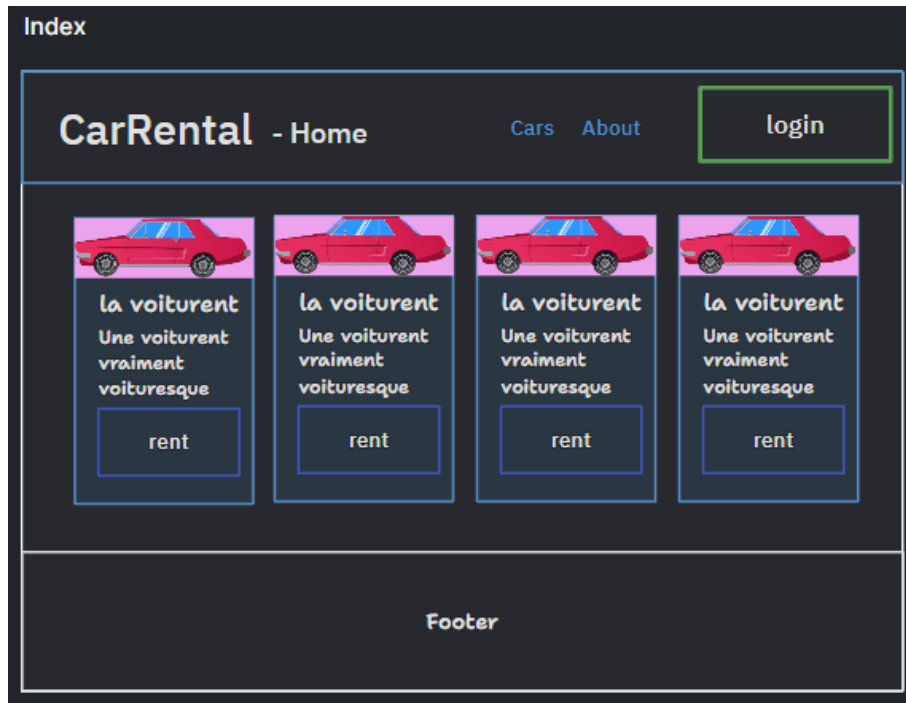 Index
CarRental - Home Cars About login
la voiturent la voiturent la voiturent la voiturent
Une voiturent Une voiturent Une voiturent Une voiturent
vraiment vraiment vraiment vraiment
voituresque voituresque voituresque voituresque
rent rent rent rent
Footer